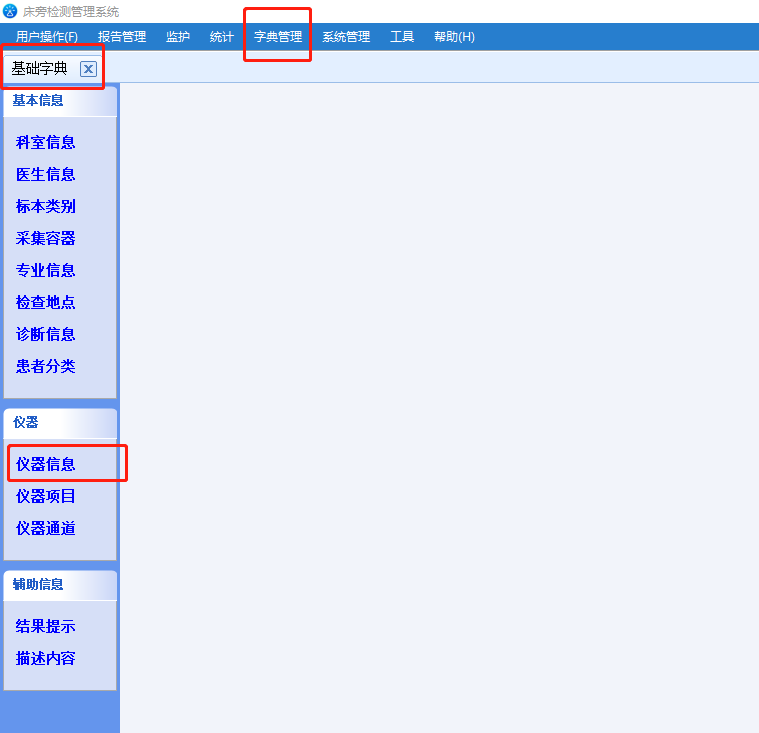 床旁检测管理系统
用户操作(F) 报告管理 监护 统计 字典管理 系统管理 工具 帮助(H)
基础字典 X
基本信息
科室信息
医生信息
标本类别
采集容器
专业信息
检查地点
诊断信息
患者分类
仪器
仪器信息
仪器项目
仪器通道
辅助信息
结果提示
描述内容